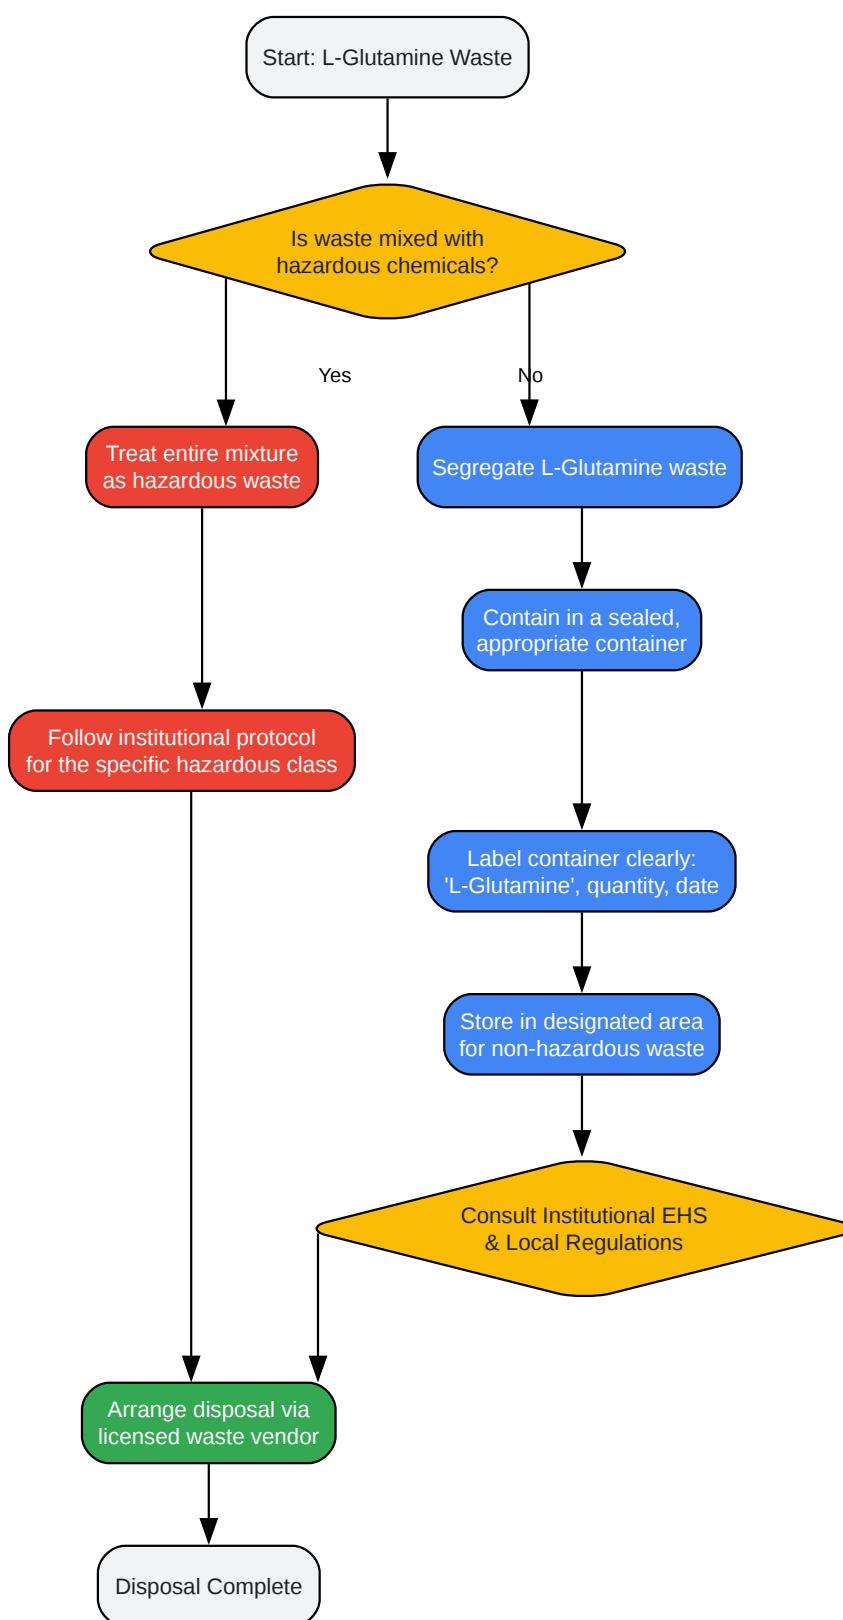 Start: L-Glutamine Waste
Is waste mixed with
hazardous chemicals?
Yes
No
Treat entire mixture
as hazardous waste
Segregate L-Glutamine waste
Contain in a sealed,
appropriate container
Follow institutional protocol
for the specific hazardous class
Label container clearly:
'L-Glutamine', quantity, date
Store in designated area
for non-hazardous waste
Consult Institutional EHS
& Local Regulations
Arrange disposal via
licensed waste vendor
Disposal Complete